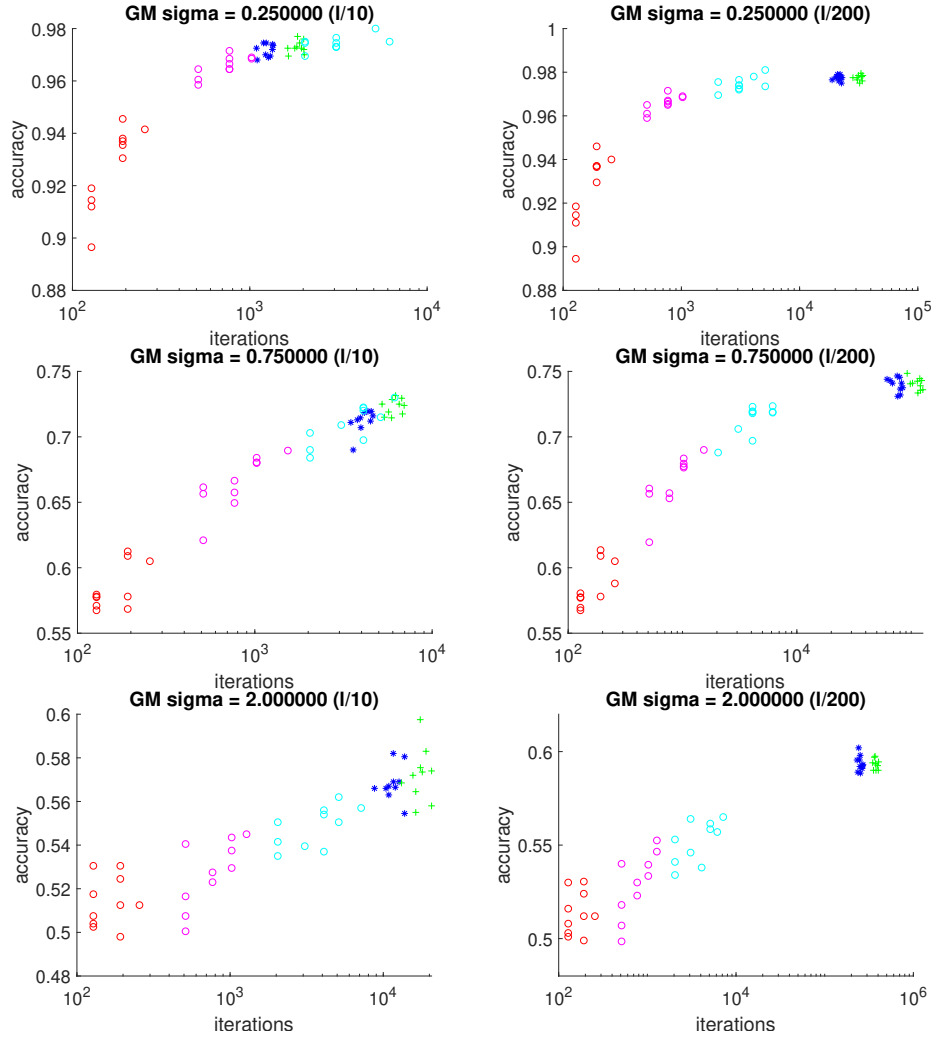 GM sigma = 0.250000 (l/10)
0.98
0.96
0.94
0.92
0.9
0.88
accuracy
10^2
10^3
10^4
iterations
GM sigma = 0.250000 (l/200)
1
0.98
0.96
0.94
0.92
0.9
0.88
accuracy
10^2
10^3
10^4
10^5
iterations
GM sigma = 0.750000 (l/10)
0.75
0.7
0.65
0.6
0.55
accuracy
10^2
10^3
10^4
iterations
GM sigma = 0.750000 (l/200)
0.75
0.7
0.65
0.6
0.55
accuracy
10^2
10^4
iterations
GM sigma = 2.000000 (l/10)
0.6
0.58
0.56
0.54
0.52
0.5
0.48
accuracy
10^2
10^3
10^4
iterations
GM sigma = 2.000000 (l/200)
0.6
0.55
0.5
accuracy
10^2
10^4
10^6
iterations